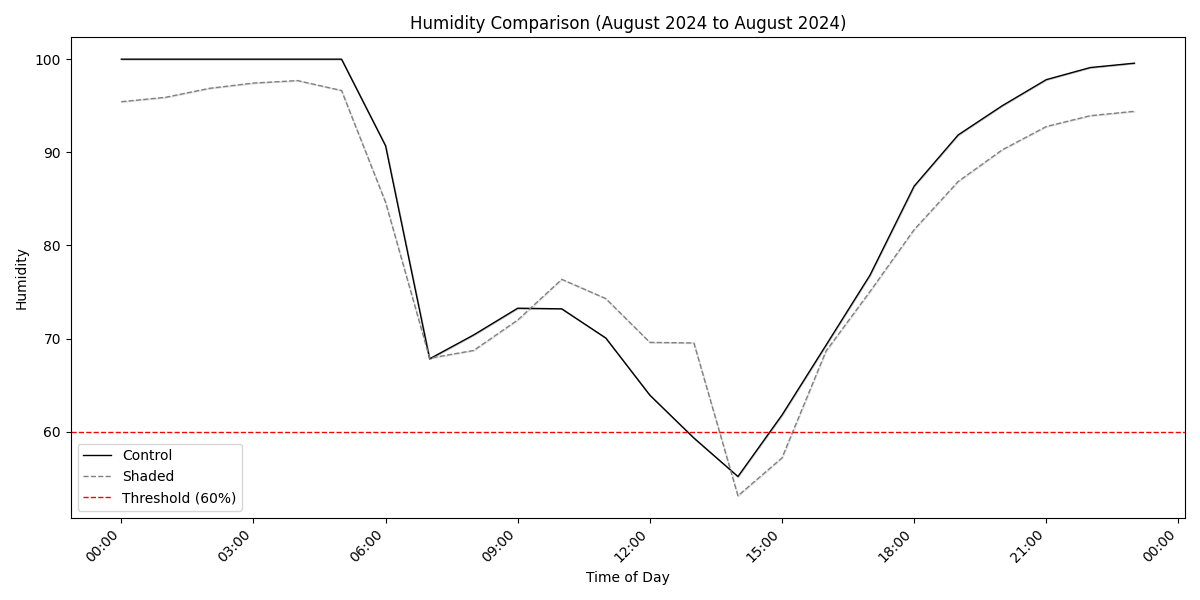 Humidity Comparison (August 2024 to August 2024)
100
90
80
70
60
Humidity
Control
Shaded
Threshold (60%)
00:00
03:00
06:00
09:00
12:00
15:00
18:00
21:00
00:00
Time of Day